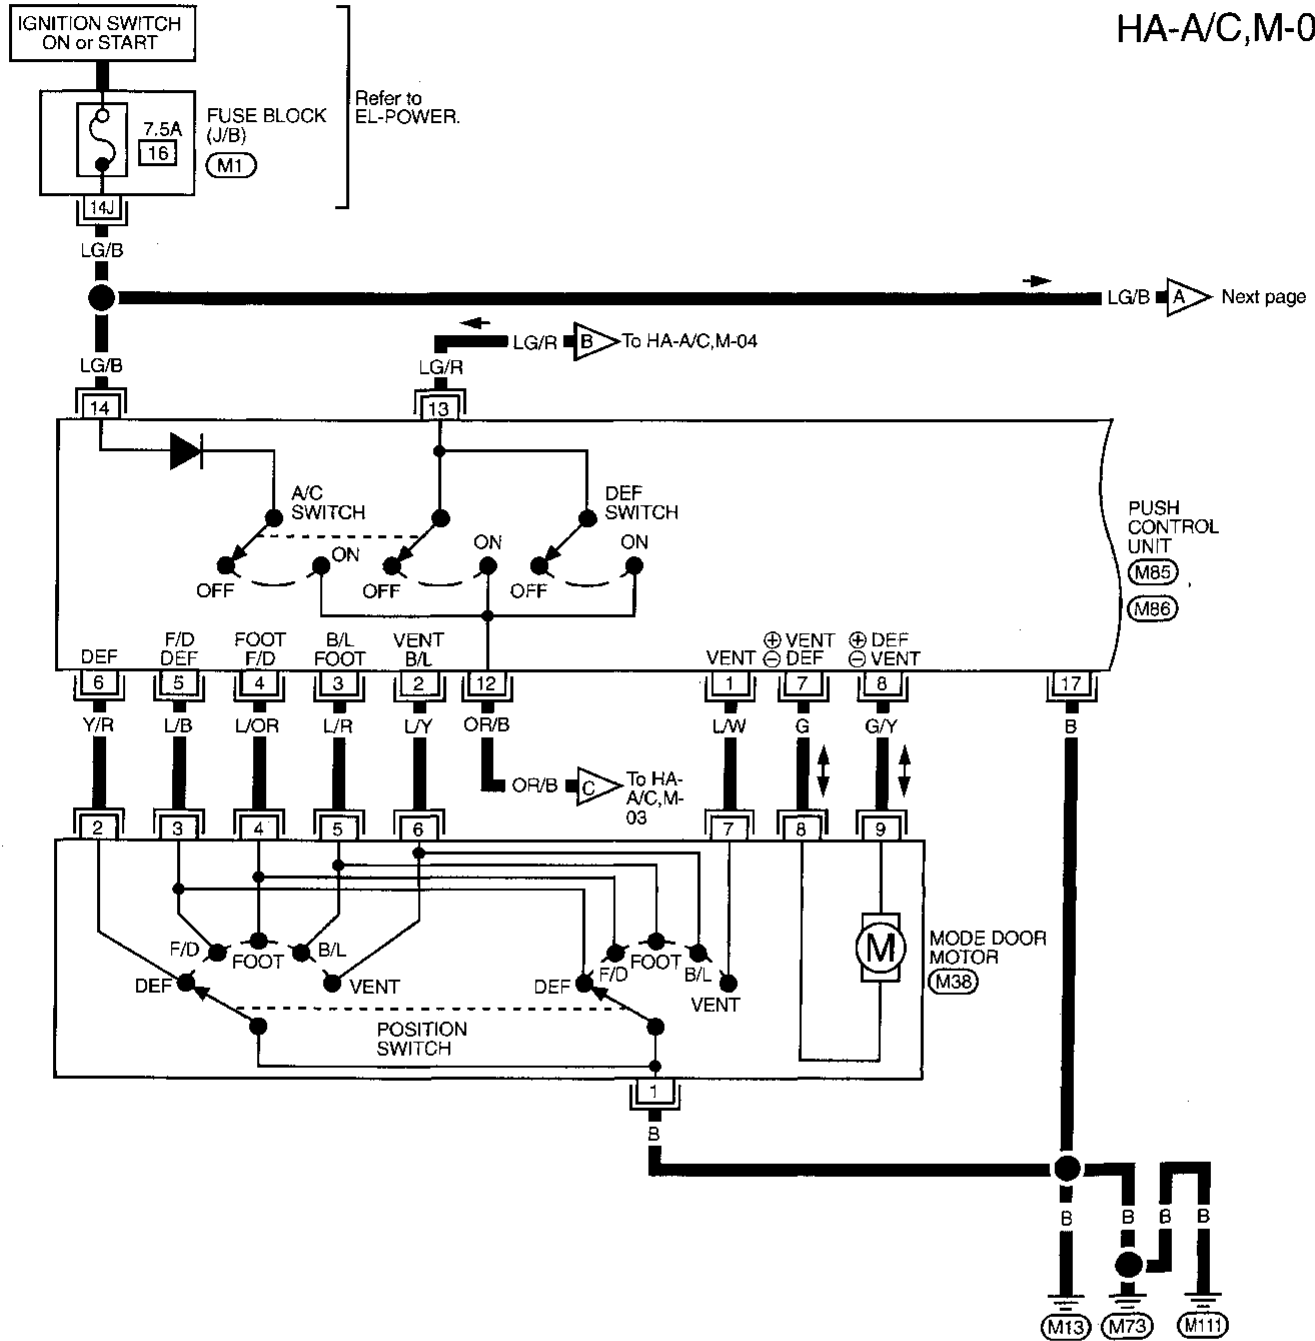 HA-A/C,M-0
IGNITION SWITCH
ON or START
7.5A
16
FUSE BLOCK
(J/B)
M1
Refer to
EL-POWER.
14J
LG/B
LG/B A Next page
LG/R B To HA-A/C,M-04
LG/B
LG/R
14
13
A/C
SWITCH
DEF
SWITCH
ON
ON
ON
OFF
OFF
OFF
PUSH
CONTROL
UNIT
M85
M86
DEF
F/D
DEF
FOOT
F/D
B/L
FOOT
VENT
B/L
VENT
⊕ VENT
⊖ DEF
⊕ DEF
⊖ VENT
6 5 4 3 2 12 1 7 8 17
Y/R L/B L/OR L/R L/Y OR/B L/W G G/Y B
OR/B C To HA-
A/C,M-
03
2 3 4 5 6 7 8 9
F/D
FOOT
B/L
DEF
VENT
F/D
FOOT
B/L
DEF
VENT
M
MODE DOOR
MOTOR
M38
POSITION
SWITCH
1
B
B B B B
M13 M73 M111